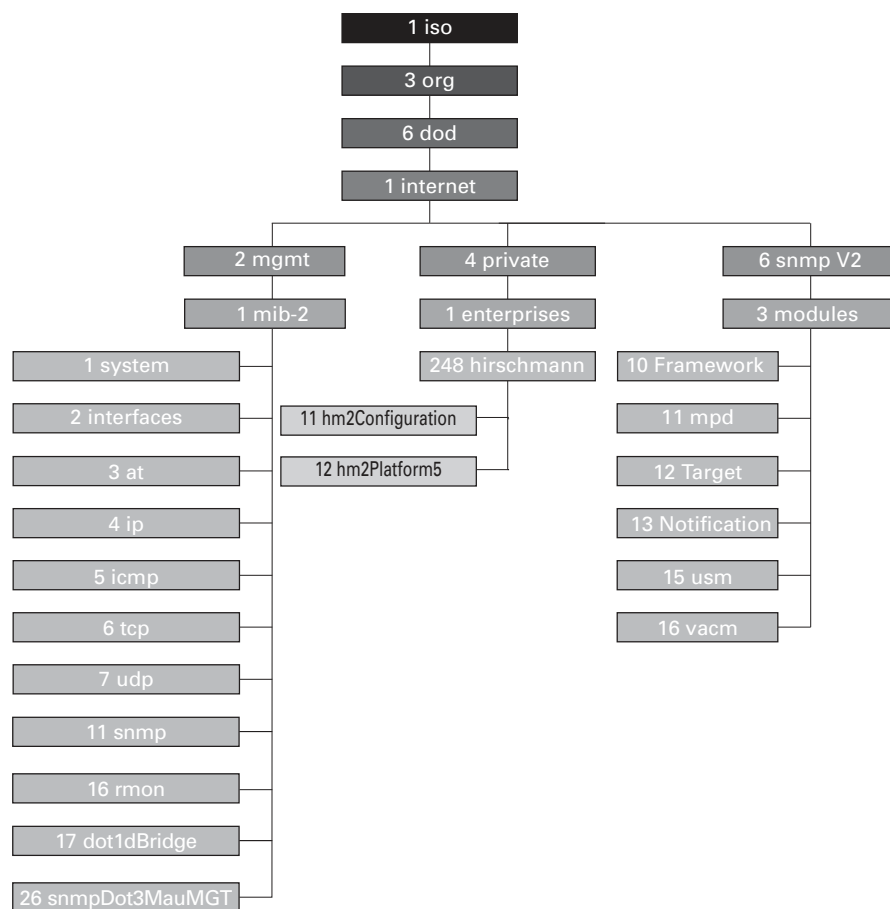 1 iso
3 org
6 dod
1 internet
2 mgmt
4 private
6 snmp V2
1 mib-2
1 enterprises
3 modules
1 system
248 hirschmann
10 Framework
2 interfaces
11 hm2Configuration
11 mpd
3 at
12 hm2Platform5
12 Target
4 ip
13 Notification
5 icmp
15 usm
6 tcp
16 vacm
7 udp
11 snmp
16 rmon
17 dot1dBridge
26 snmpDot3MauMGT